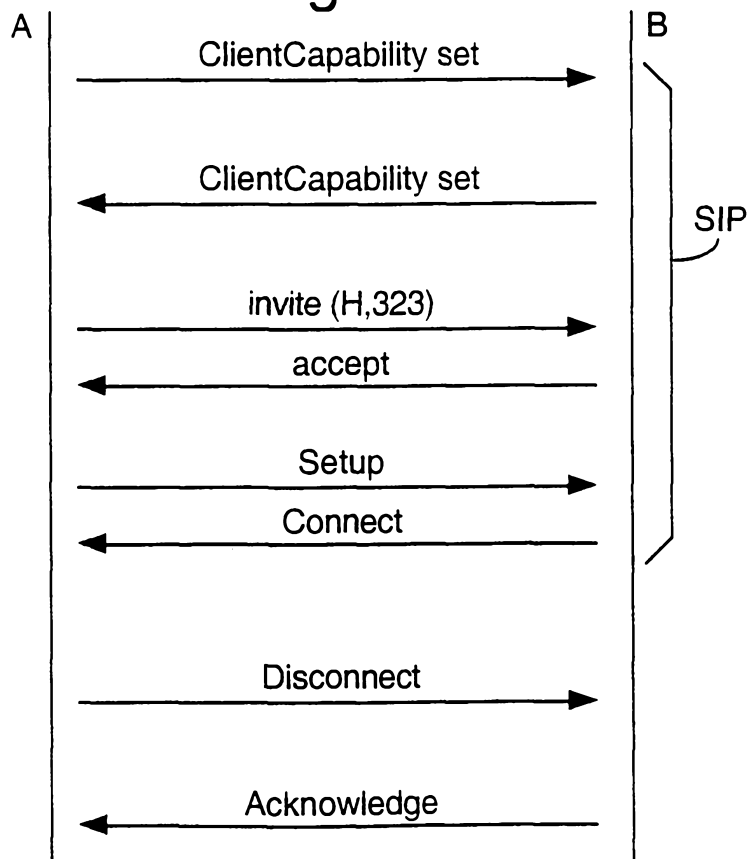 A
B
ClientCapability set
ClientCapability set
SIP
invite (H,323)
accept
Setup
Connect
Disconnect
Acknowledge